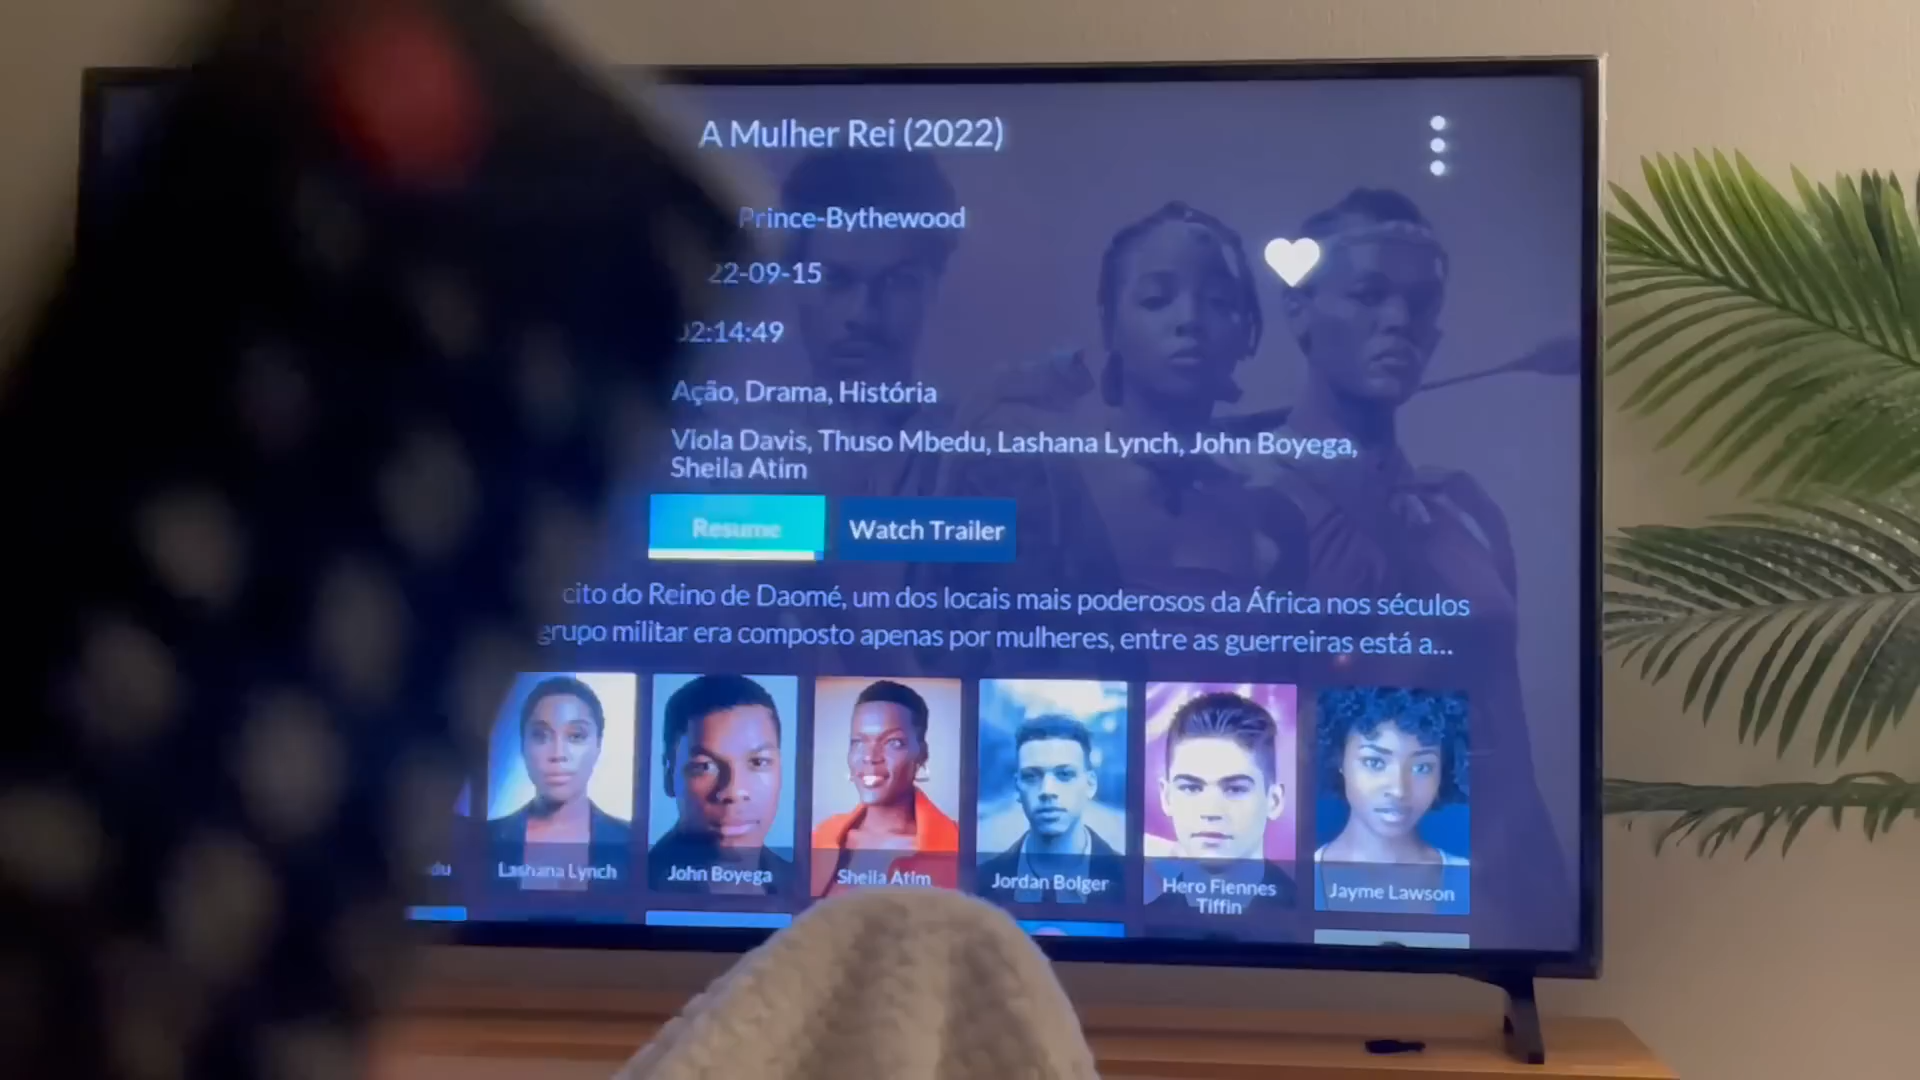 A Mulher Rei (2022)
Prince-Bythewood
22-09-15
02:14:49
Ação, Drama, História
Viola Davis, Thuso Mbedu, Lashana Lynch, John Boyega,
Sheila Atim
Resume
Watch Trailer
cito do Reino de Daomé, um dos locais mais poderosos da África nos séculos
grupo militar era composto apenas por mulheres, entre as guerreiras está a...
du
Lashana Lynch
John Boyega
Sheila Atim
Jordan Bolger
Hero Fiennes
Tiffin
Jayme Lawson